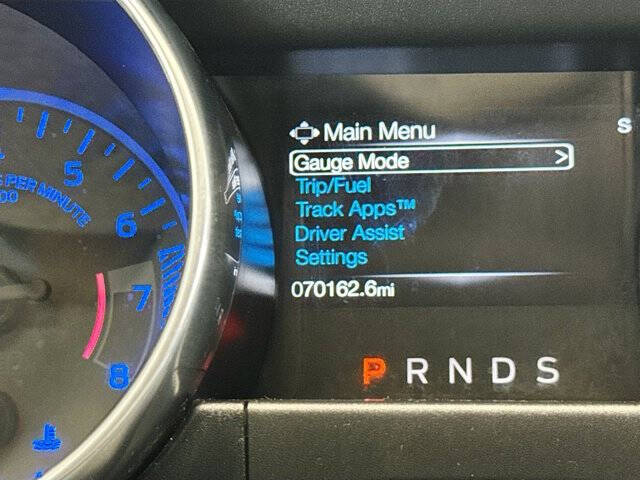 Main Menu
S
Gauge Mode >
Trip/Fuel
Track Apps™
Driver Assist
Settings
070162.6mi
P R N D S
5
6
7
8
PER MINUTE